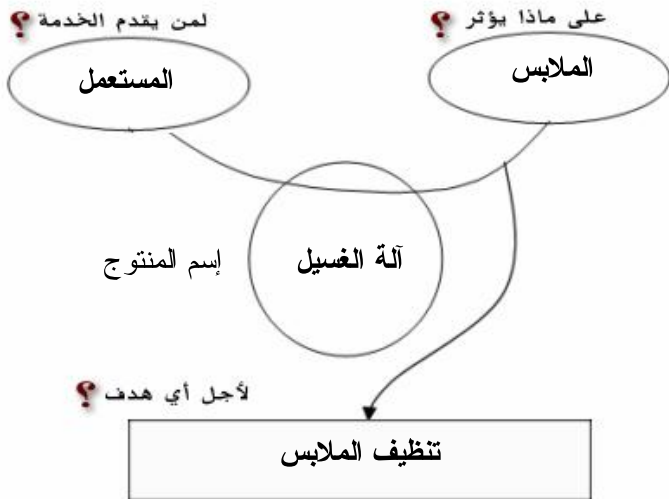 على ماذا يؤثر ؟
لمن يقدم الخدمة ؟
الملابس
المستعمل
آلة الغسيل
إسم المنتوج
لأجل أي هدف ؟
تنظيف الملابس